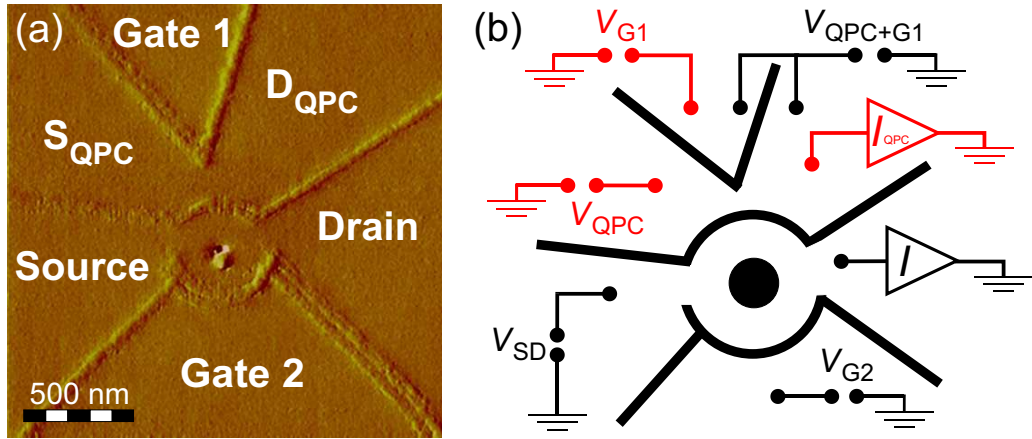 (a)
Gate 1
D_QPC
S_QPC
Drain
Source
Gate 2
500 nm
(b)
V_G1
V_QPC+G1
I_QPC
V_QPC
I
V_SD
V_G2